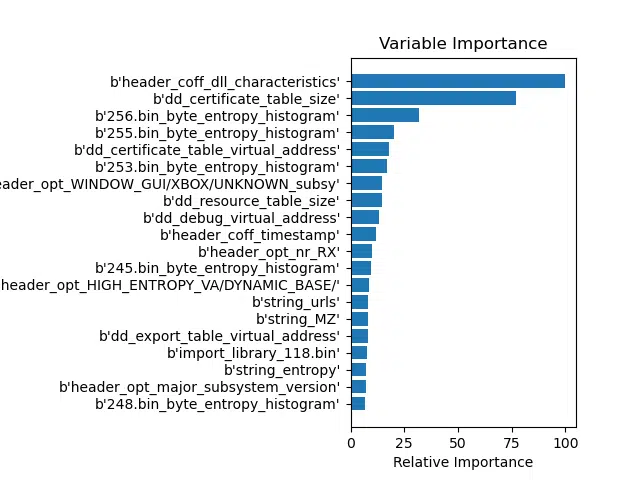 Variable Importance
b'header_coff_dll_characteristics'
b'dd_certificate_table_size'
b'256.bin_byte_entropy_histogram'
b'255.bin_byte_entropy_histogram'
b'dd_certificate_table_virtual_address'
b'253.bin_byte_entropy_histogram'
eader_opt_WINDOW_GUI/XBOX/UNKNOWN_subsy'
b'dd_resource_table_size'
b'dd_debug_virtual_address'
b'header_coff_timestamp'
b'header_opt_nr_RX'
b'245.bin_byte_entropy_histogram'
header_opt_HIGH_ENTROPY_VA/DYNAMIC_BASE/'
b'string_urls'
b'string_MZ'
b'dd_export_table_virtual_address'
b'import_library_118.bin'
b'string_entropy'
b'header_opt_major_subsystem_version'
b'248.bin_byte_entropy_histogram'
0 25 50 75 100
Relative Importance